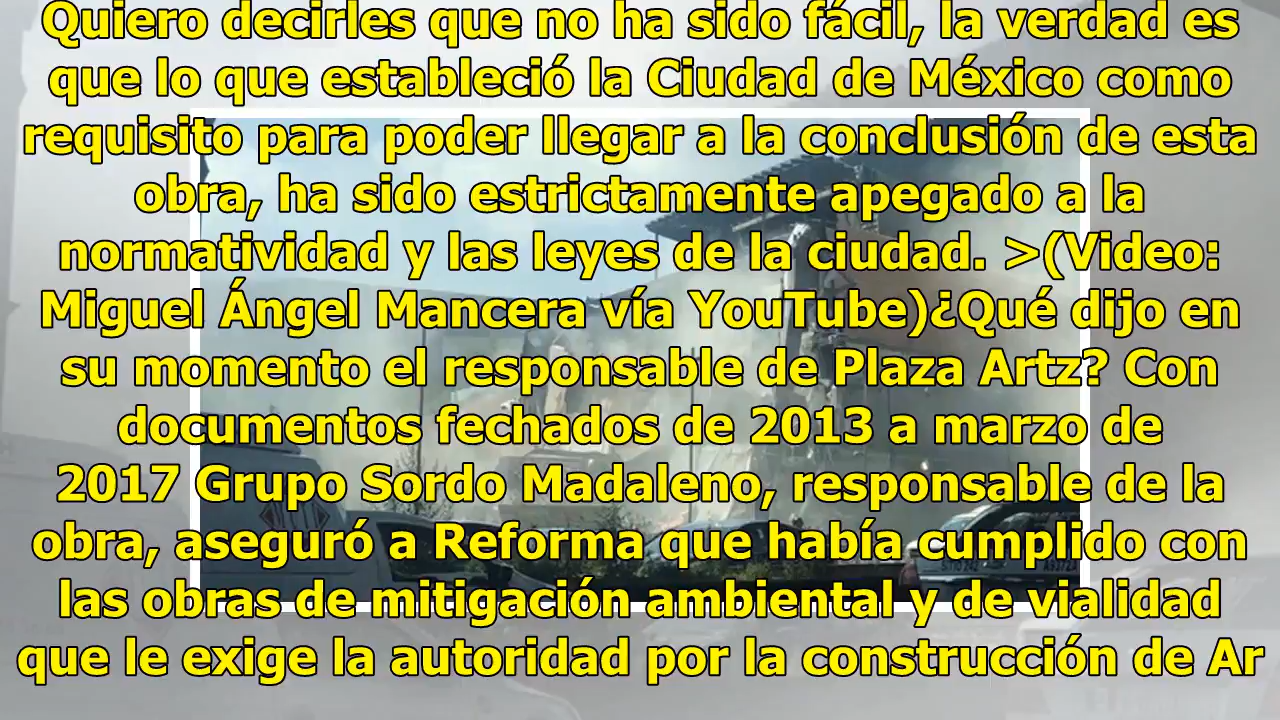 Quiero decirles que no ha sido fácil, la verdad es
que lo que estableció la Ciudad de México como
requisito para poder llegar a la conclusión de esta
obra, ha sido estrictamente apegado a la
normatividad y las leyes de la ciudad. >(Video:
Miguel Ángel Mancera vía YouTube)¿Qué dijo en
su momento el responsable de Plaza Artz? Con
documentos fechados de 2013 a marzo de
2017 Grupo Sordo Madaleno, responsable de la
obra, aseguró a Reforma que había cumplido con
las obras de mitigación ambiental y de vialidad
que le exige la autoridad por la construcción de Ar